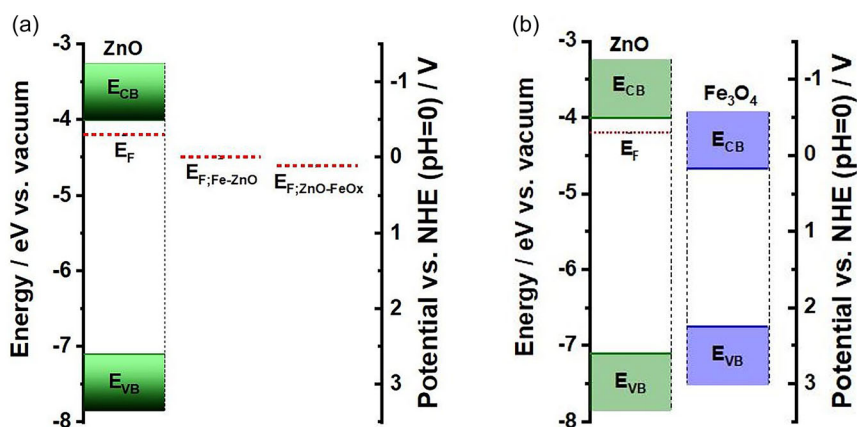 (a)
ZnO
Energy / eV vs. vacuum
-3
-4
-5
-6
-7
-8
E_CB
E_F
E_F;Fe-ZnO
E_F;ZnO-FeOx
E_VB
-1
0
1
2
3
Potential vs. NHE (pH=0) / V
(b)
ZnO
Fe₃O₄
Energy / eV vs. vacuum
-3
-4
-5
-6
-7
-8
E_CB
E_F
E_VB
E_CB
E_VB
-1
0
1
2
3
Potential vs. NHE (pH=0) / V